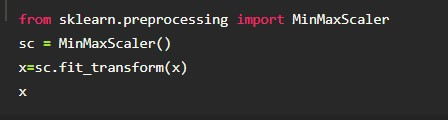 from sklearn.preprocessing import MinMaxScaler
sc = MinMaxScaler()
x=sc.fit_transform(x)
x